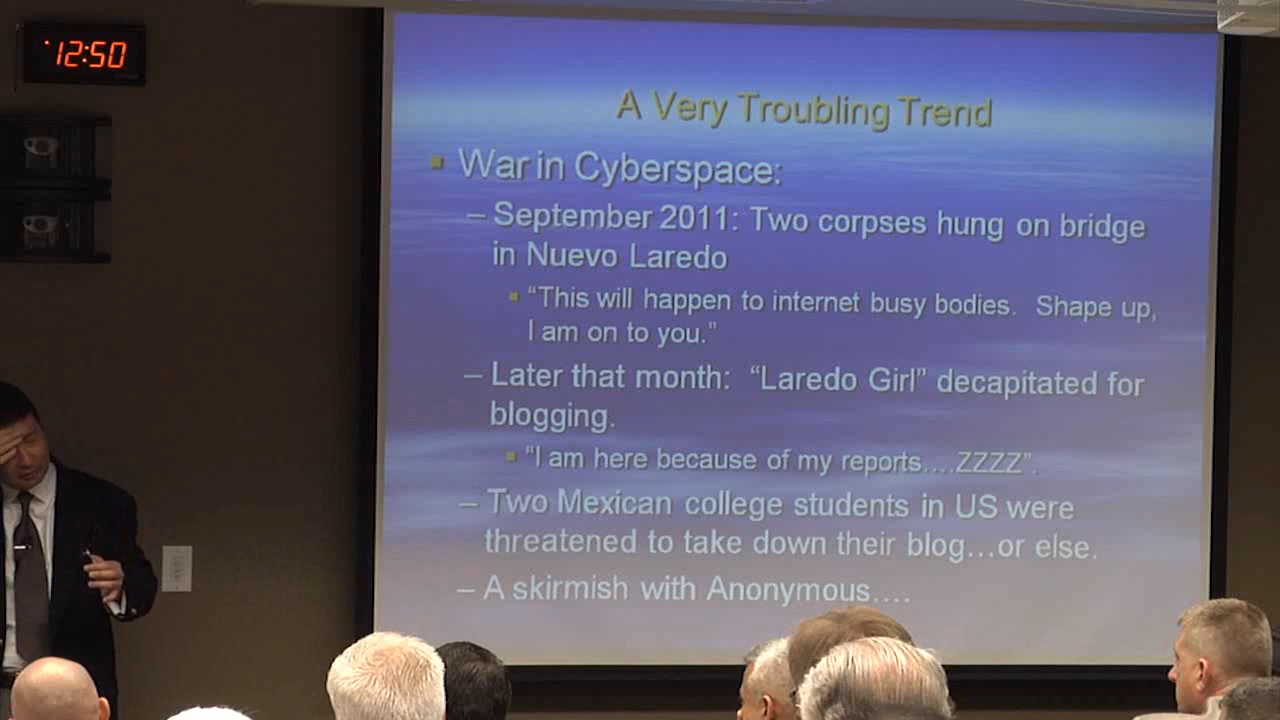 12:50
A Very Troubling Trend
▪ War in Cyberspace:
– September 2011: Two corpses hung on bridge
in Nuevo Laredo
▪ “This will happen to internet busy bodies. Shape up,
I am on to you.”
– Later that month: “Laredo Girl” decapitated for
blogging.
▪ “I am here because of my reports....ZZZZ”.
– Two Mexican college students in US were
threatened to take down their blog...or else.
– A skirmish with Anonymous....